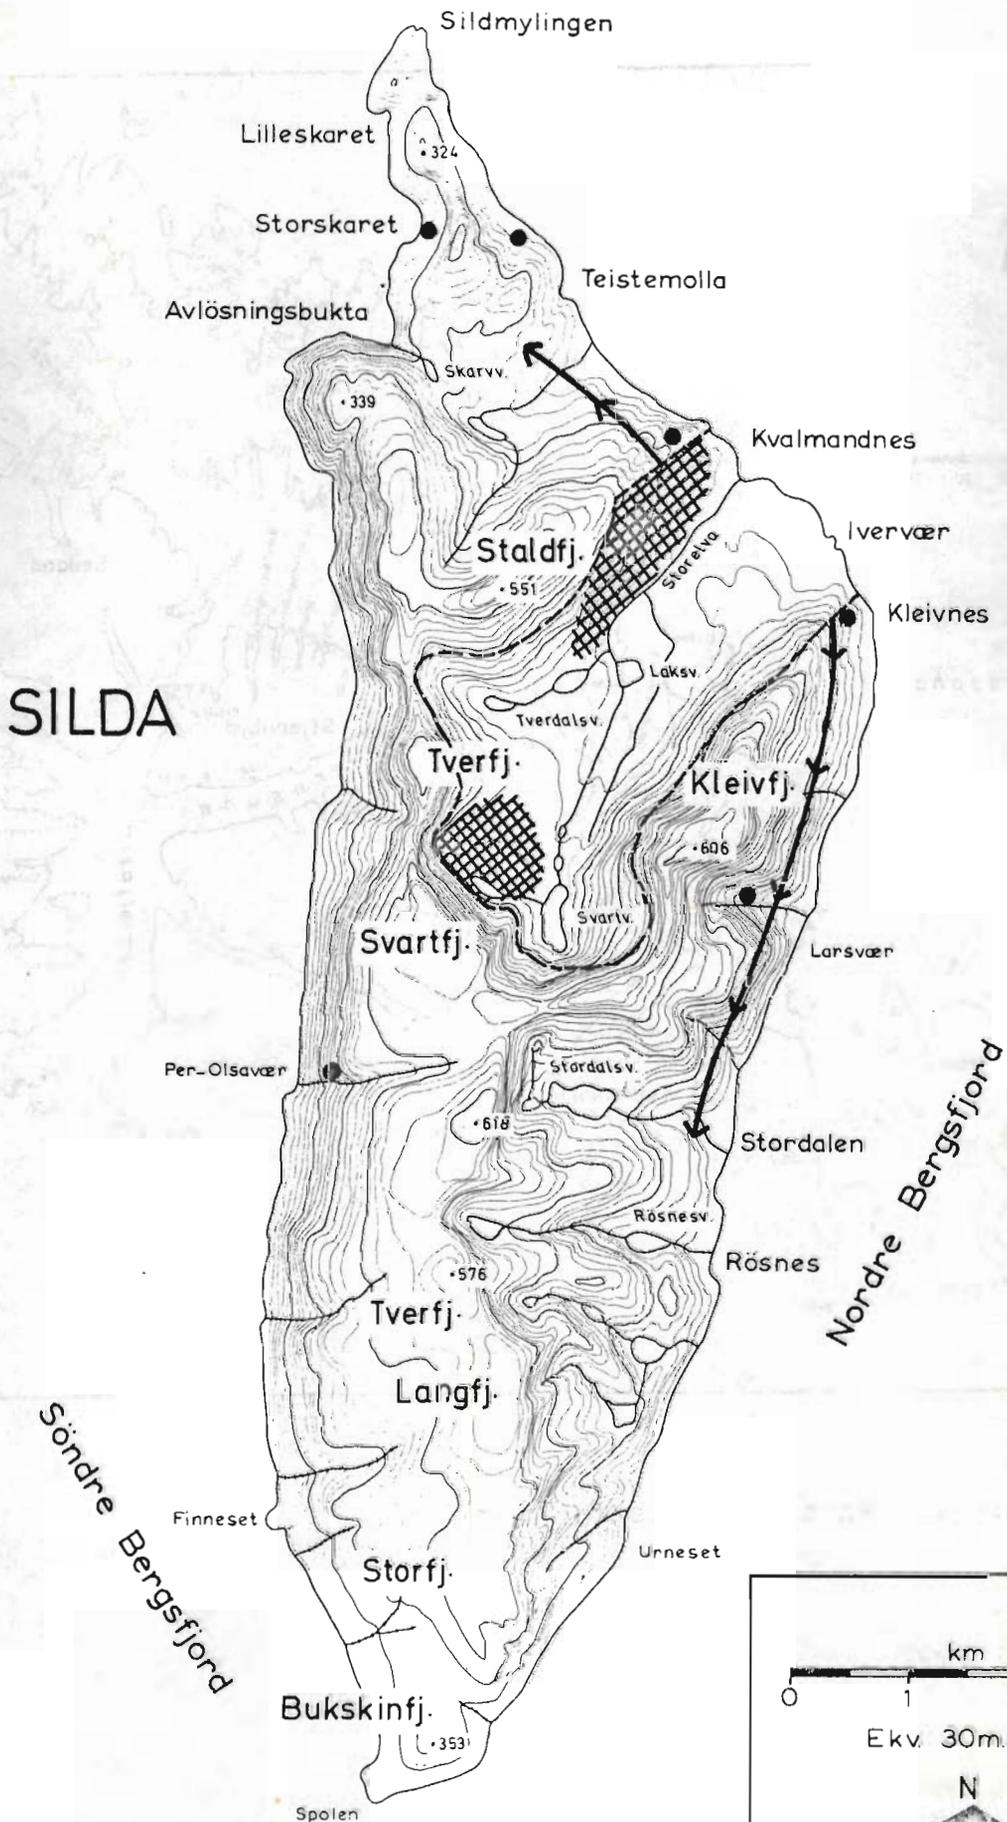 Sildmylingen
Lilleskaret
324
Storskaret
Teistemolla
Avlösningsbukta
Skarvv.
339
Kvalmandnes
Ivervær
Staldfj.
Storelva
551
Kleivnes
Laksv.
SILDA
Tverdalsv.
Tverfj.
Kleivfj.
606
Svartv.
Svartfj.
Larsvær
Per-Olsavær
Stordalsv.
618
Stordalen
Nordre Bergsfjord
Rösnesv.
Rösnes
576
Tverfj.
Langfj.
Söndre Bergsfjord
Finneset
Urneset
Storfj.
km
0 1
Bukskinfj.
Ekv. 30m.
353
N
Spolen